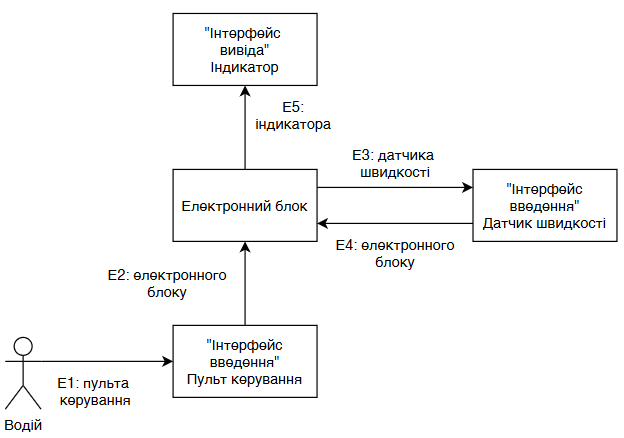 "Інтерфейс
вивіда"
Індикатор
E5:
індикатора
E3: датчика
швидкості
Електронний блок
"Інтерфейс
введення"
Датчик швидкості
E4: електронного
блоку
E2: електронного
блоку
"Інтерфейс
введення"
Пульт керування
E1: пульта
керування
Водій